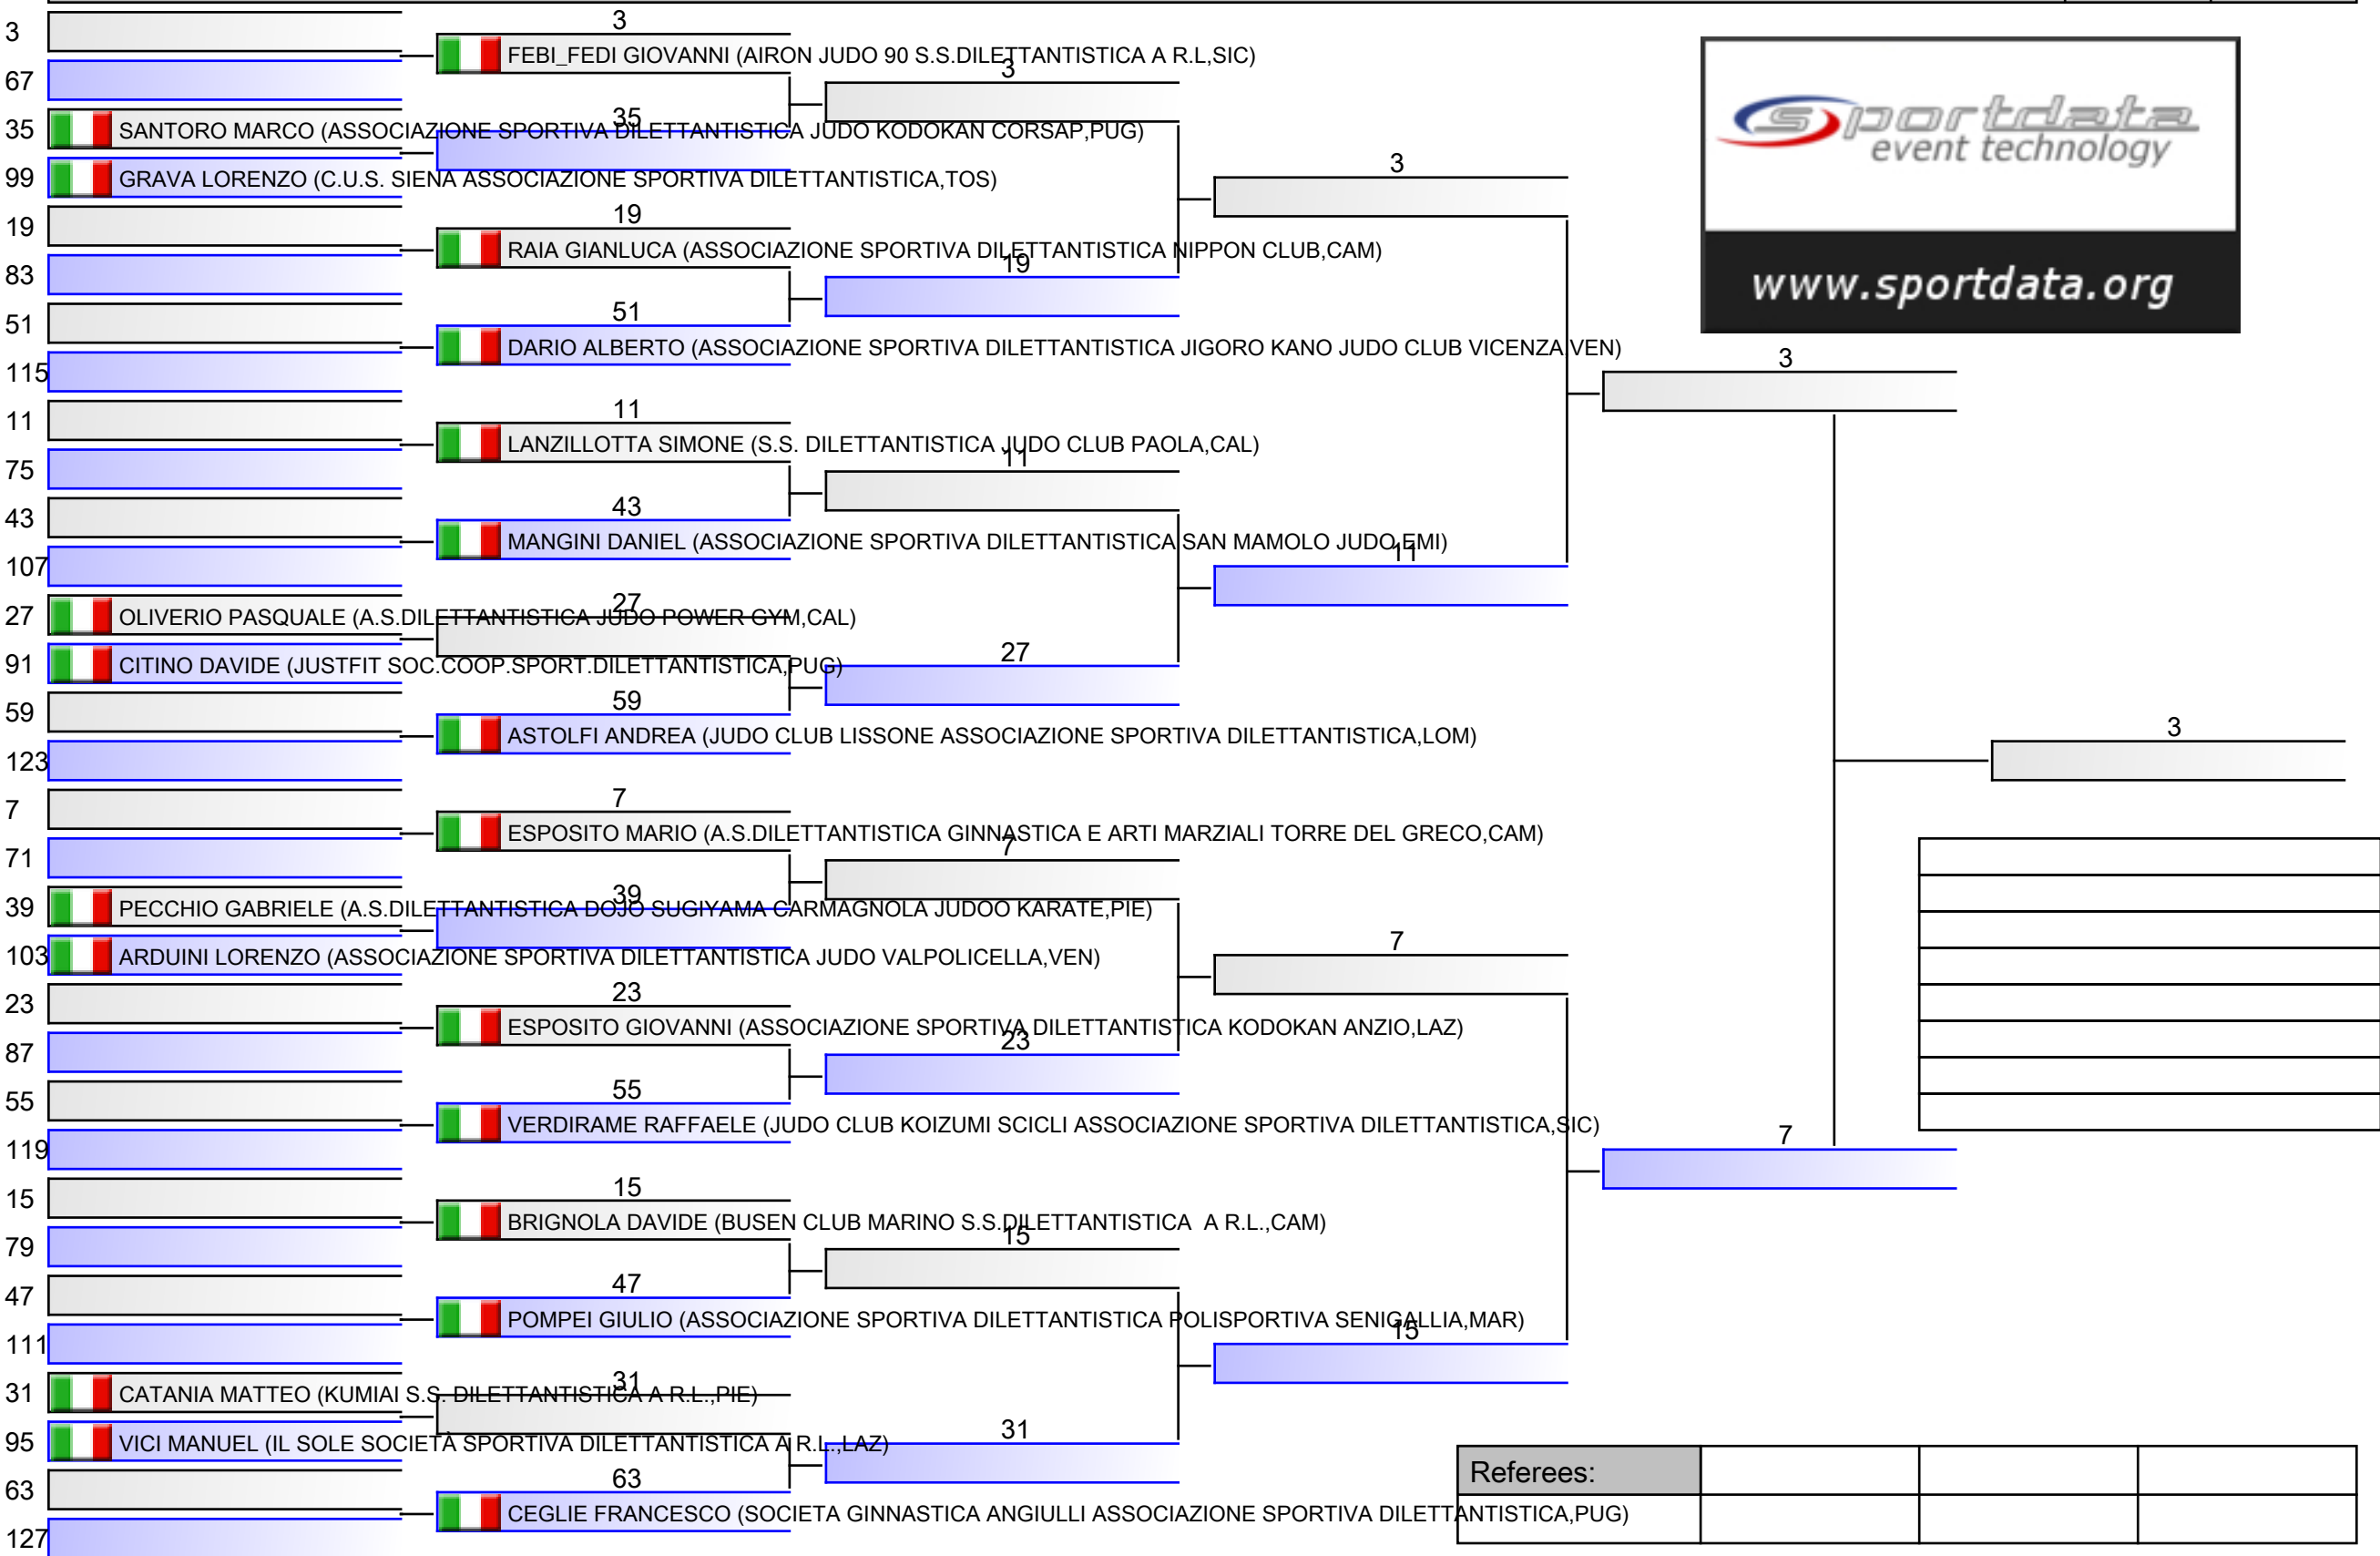 3
3
FEBI_FEDI GIOVANNI (AIRON JUDO 90 S.S.DILETTANTISTICA A R.L,SIC)
3
67
35
35
SANTORO MARCO (ASSOCIAZIONE SPORTIVA DILETTANTISTICA JUDO KODOKAN CORSAP,PUG)
sportdata
event technology
3
99
GRAVA LORENZO (C.U.S. SIENA ASSOCIAZIONE SPORTIVA DILETTANTISTICA,TOS)
19
19
RAIA GIANLUCA (ASSOCIAZIONE SPORTIVA DILETTANTISTICA NIPPON CLUB,CAM)
19
83
www.sportdata.org
51
51
DARIO ALBERTO (ASSOCIAZIONE SPORTIVA DILETTANTISTICA JIGORO KANO JUDO CLUB VICENZA,VEN)
3
115
11
11
LANZILLOTTA SIMONE (S.S. DILETTANTISTICA JUDO CLUB PAOLA,CAL)
11
75
43
43
MANGINI DANIEL (ASSOCIAZIONE SPORTIVA DILETTANTISTICA SAN MAMOLO JUDO,EMI)
11
107
27
27
OLIVERIO PASQUALE (A.S.DILETTANTISTICA JUDO POWER GYM,CAL)
27
91
CITINO DAVIDE (JUSTFIT SOC.COOP.SPORT.DILETTANTISTICA,PUG)
59
59
ASTOLFI ANDREA (JUDO CLUB LISSONE ASSOCIAZIONE SPORTIVA DILETTANTISTICA,LOM)
3
123
7
7
ESPOSITO MARIO (A.S.DILETTANTISTICA GINNASTICA E ARTI MARZIALI TORRE DEL GRECO,CAM)
7
71
39
39
PECCHIO GABRIELE (A.S.DILETTANTISTICA DOJO SUGIYAMA CARMAGNOLA JUDOO KARATE,PIE)
7
103
ARDUINI LORENZO (ASSOCIAZIONE SPORTIVA DILETTANTISTICA JUDO VALPOLICELLA,VEN)
23
23
ESPOSITO GIOVANNI (ASSOCIAZIONE SPORTIVA DILETTANTISTICA KODOKAN ANZIO,LAZ)
23
87
55
55
VERDIRAME RAFFAELE (JUDO CLUB KOIZUMI SCICLI ASSOCIAZIONE SPORTIVA DILETTANTISTICA,SIC)
7
119
15
15
BRIGNOLA DAVIDE (BUSEN CLUB MARINO S.S.DILETTANTISTICA  A R.L.,CAM)
15
79
47
47
POMPEI GIULIO (ASSOCIAZIONE SPORTIVA DILETTANTISTICA POLISPORTIVA SENIGALLIA,MAR)
15
111
31
31
CATANIA MATTEO (KUMIAI S.S. DILETTANTISTICA A R.L.,PIE)
31
95
VICI MANUEL (IL SOLE SOCIETÀ SPORTIVA DILETTANTISTICA A R.L.,LAZ)
Referees:
63
63
CEGLIE FRANCESCO (SOCIETA GINNASTICA ANGIULLI ASSOCIAZIONE SPORTIVA DILETTANTISTICA,PUG)
127